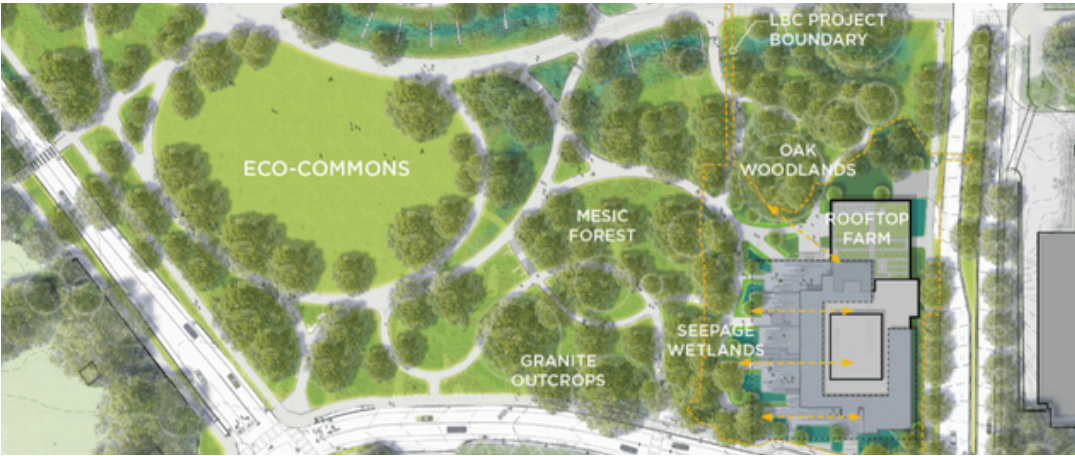 LBC PROJECT
BOUNDARY
ECO-COMMONS
OAK
WOODLANDS
MESIC
FOREST
ROOFTOP
FARM
SEEPAGE
WETLANDS
GRANITE
OUTCROPS